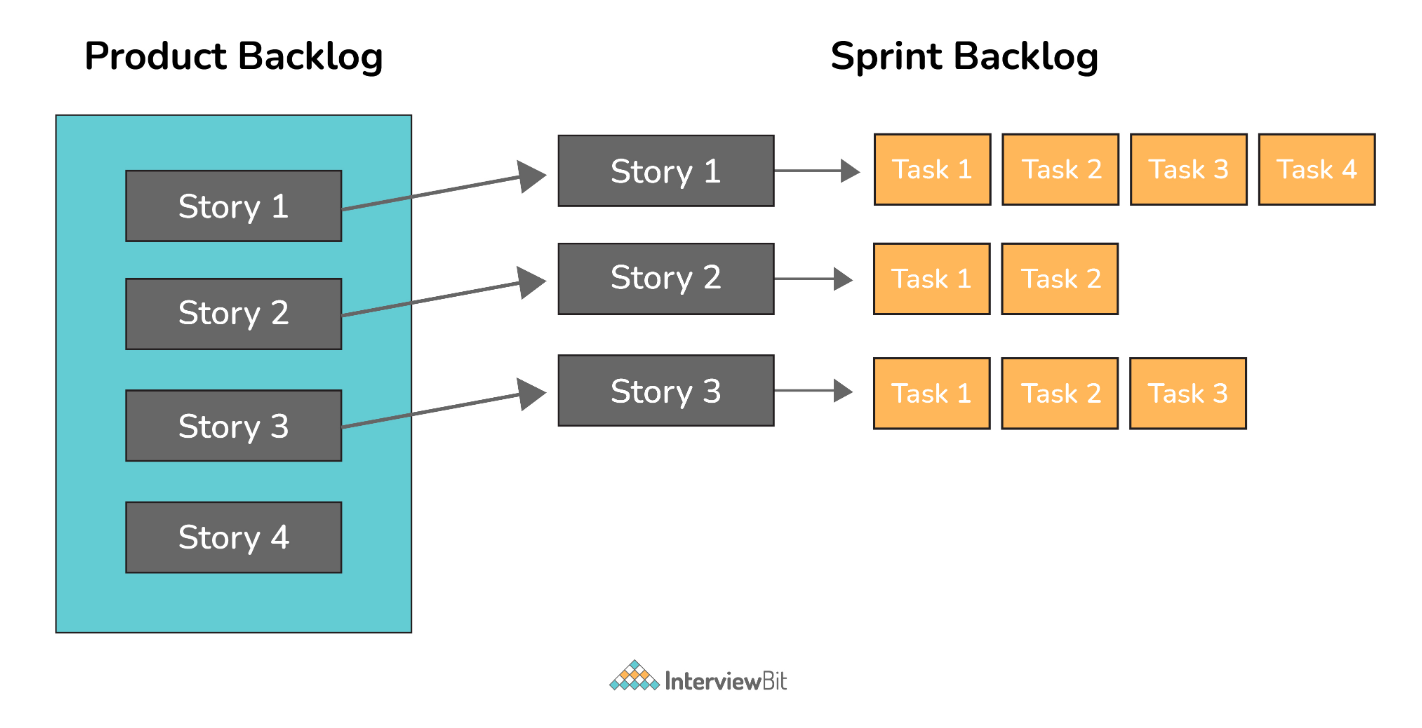 Product Backlog
Sprint Backlog
Story 1
Story 2
Story 3
Story 4
Story 1
Task 1
Task 2
Task 3
Task 4
Story 2
Task 1
Task 2
Story 3
Task 1
Task 2
Task 3
InterviewBit